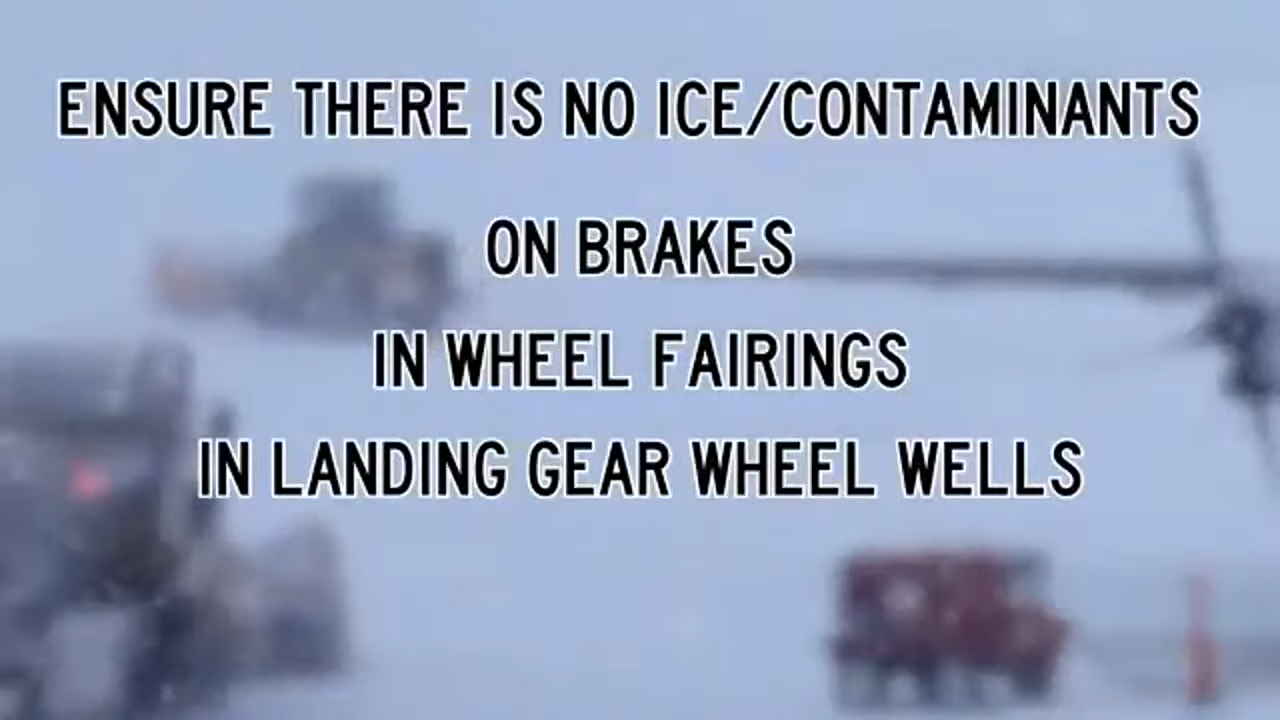 ENSURE THERE IS NO ICE/CONTAMINANTS
ON BRAKES
IN WHEEL FAIRINGS
IN LANDING GEAR WHEEL WELLS